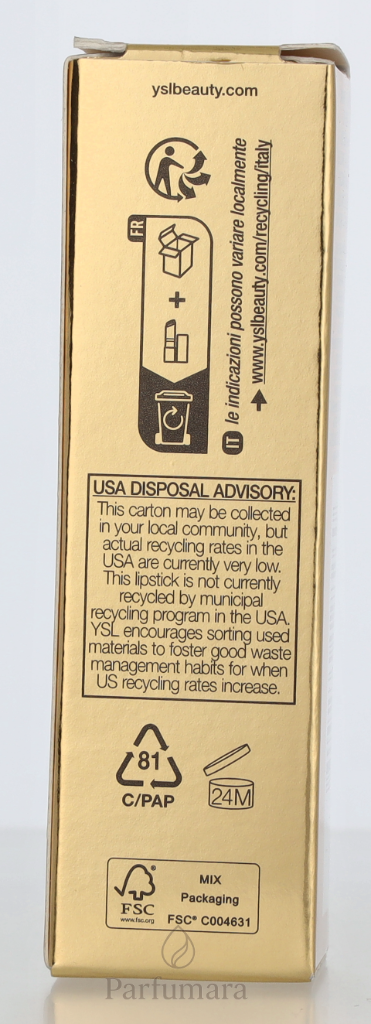 yslbeauty.com
FR
+
IT le indicazioni possono variare localmente
www.yslbeauty.com/recycling/italy
USA DISPOSAL ADVISORY:
This carton may be collected
in your local community, but
actual recycling rates in the
USA are currently very low.
This lipstick is not currently
recycled by municipal
recycling program in the USA.
YSL encourages sorting used
materials to foster good waste
management habits for when
US recycling rates increase.
81
C/PAP
24M
FSC
www.fsc.org
MIX
Packaging
FSC® C004631
Parfumara